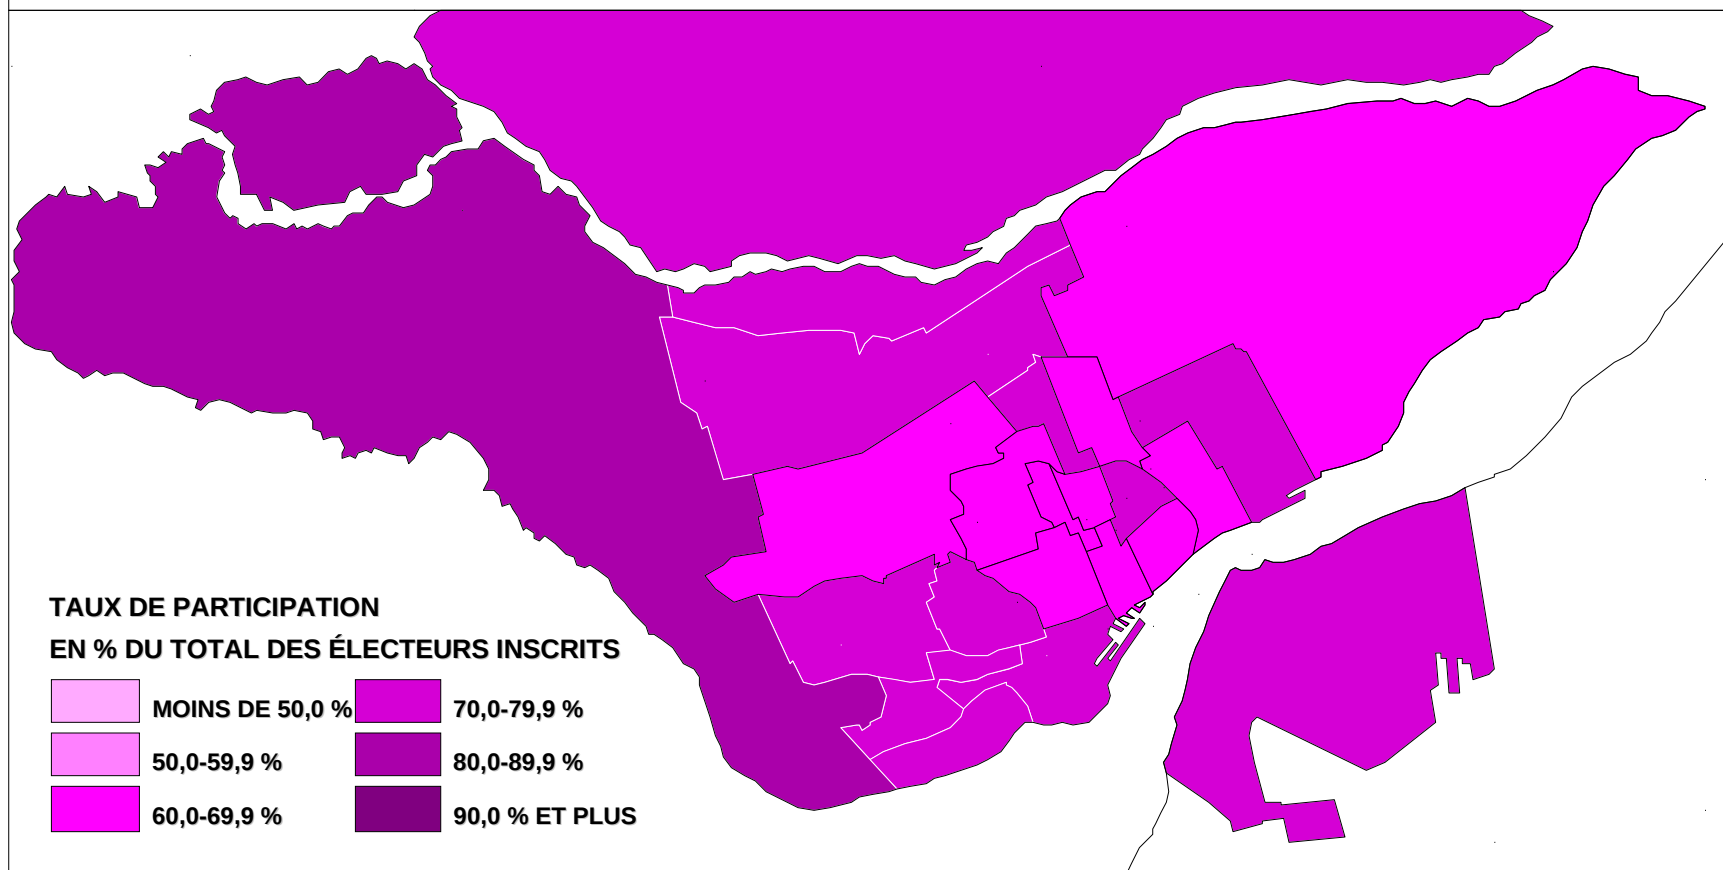 TAUX DE PARTICIPATION
EN % DU TOTAL DES ÉLECTEURS INSCRITS
MOINS DE 50,0 %
50,0-59,9 %
60,0-69,9 %
70,0-79,9 %
80,0-89,9 %
90,0 % ET PLUS